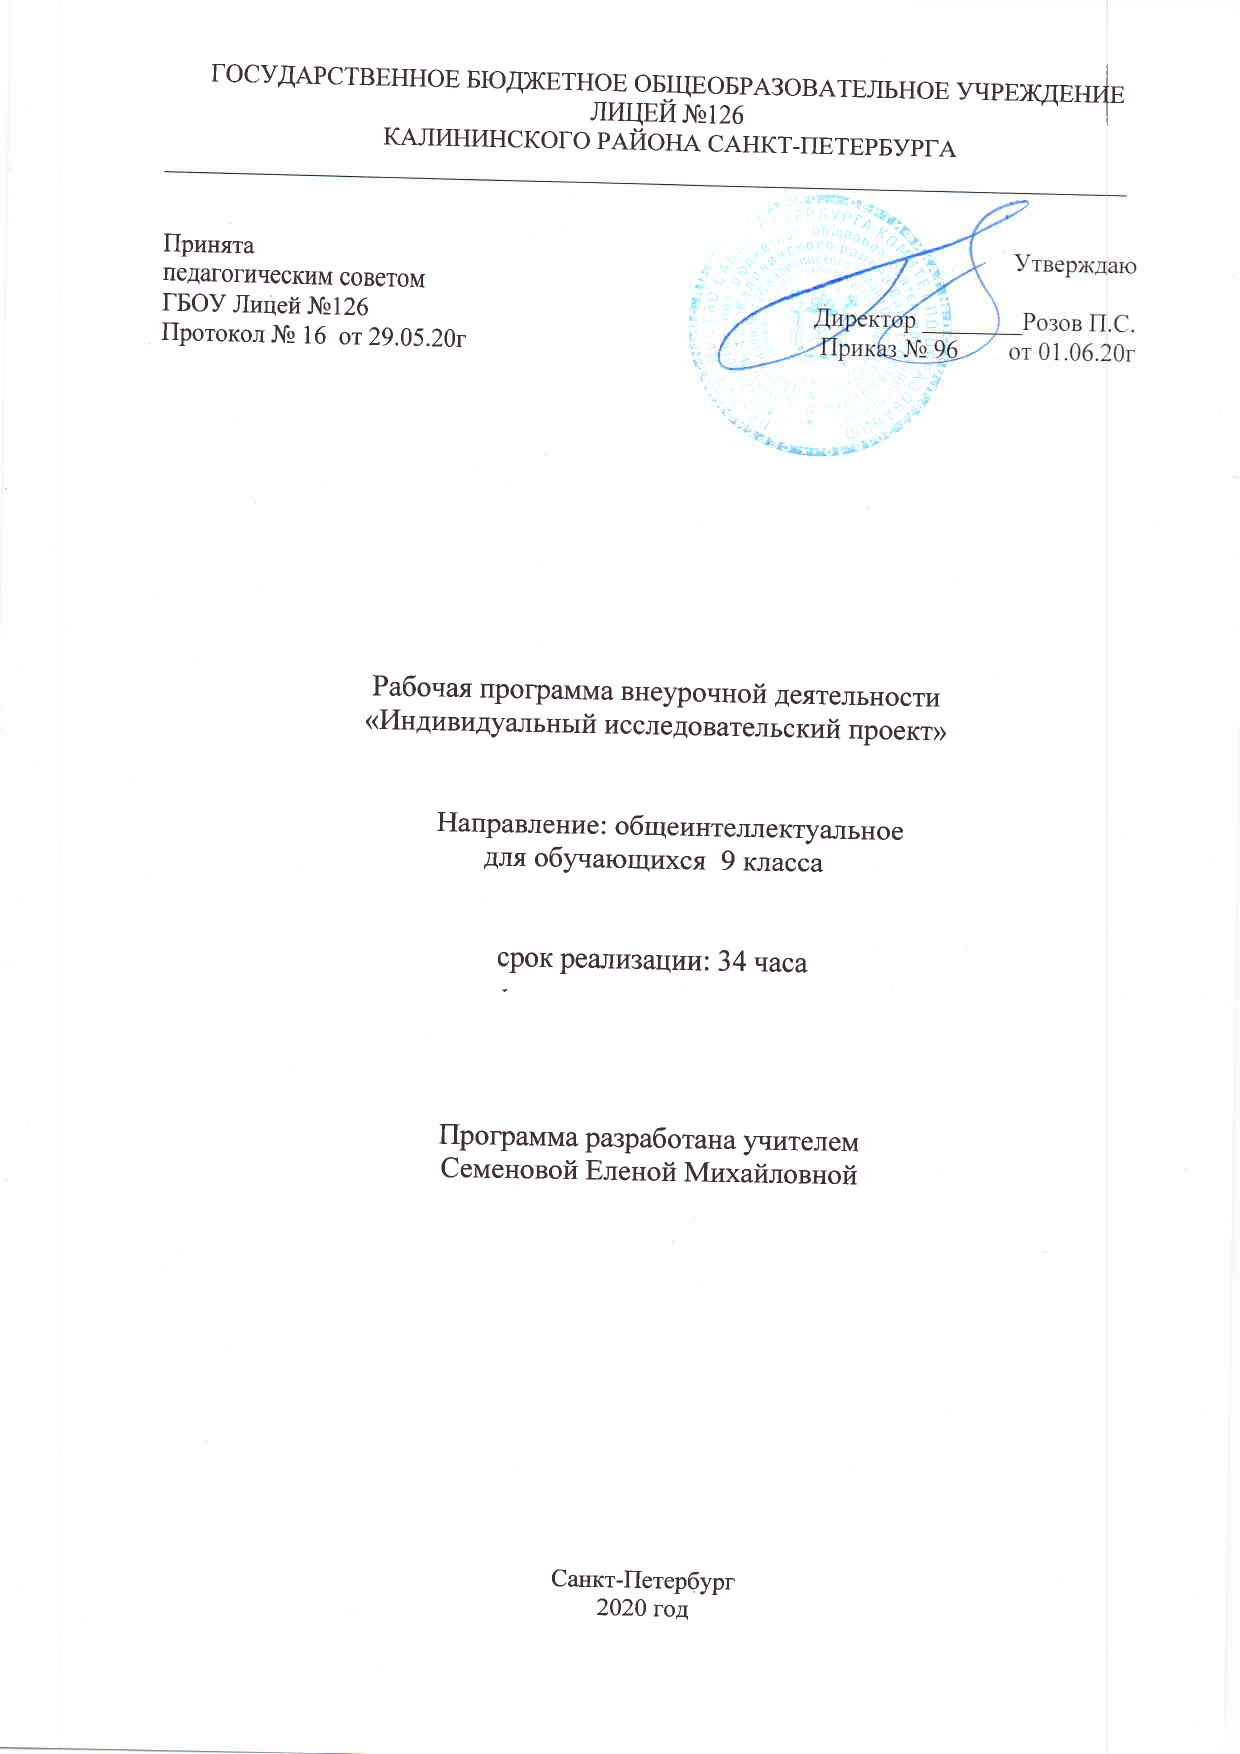 ГОСУДАРСТВЕННОЕ БЮДЖЕТНОЕ ОБЩЕОБРАЗОВАТЕЛЬНОЕ УЧРЕЖДЕНИЕ
ЛИЦЕЙ №126
КАЛИНИНСКОГО РАЙОНА САНКТ-ПЕТЕРБУРГА
Принята
педагогическим советом
ГБОУ Лицей №126
Протокол № 16 от 29.05.20г
Утверждаю
Директор ________Розов П.С.
Приказ № 96 от 01.06.20г
Рабочая программа внеурочной деятельности
«Индивидуальный исследовательский проект»
Направление: общеинтеллектуальное
для обучающихся 9 класса
срок реализации: 34 часа
Программа разработана учителем
Семеновой Еленой Михайловной
Санкт-Петербург
2020 год